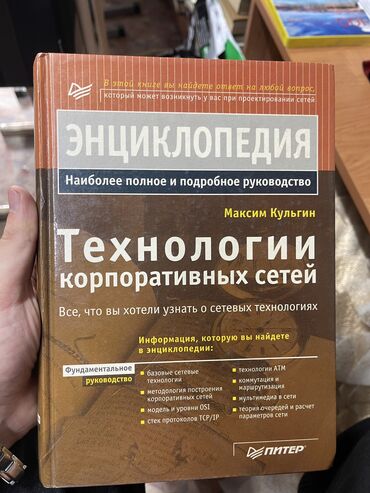 В этой книге вы найдете ответ на любой вопрос,
который может возникнуть у вас при проектировании сетей
ЭНЦИКЛОПЕДИЯ
Наиболее полное и подробное руководство
Максим Кульгин
Технологии
корпоративных сетей
Все, что вы хотели узнать о сетевых технологиях
Информация, которую вы найдете
в энциклопедии:
Фундаментальное
руководство
базовые сетевые
технологии
методология построения
корпоративных сетей
модель и уровни OSI
стек протоколов TCP/IP
технологии ATM
коммутация и
маршрутизация
мультимедиа в сети
теория очередей и расчет
параметров сети
ПИТЕР